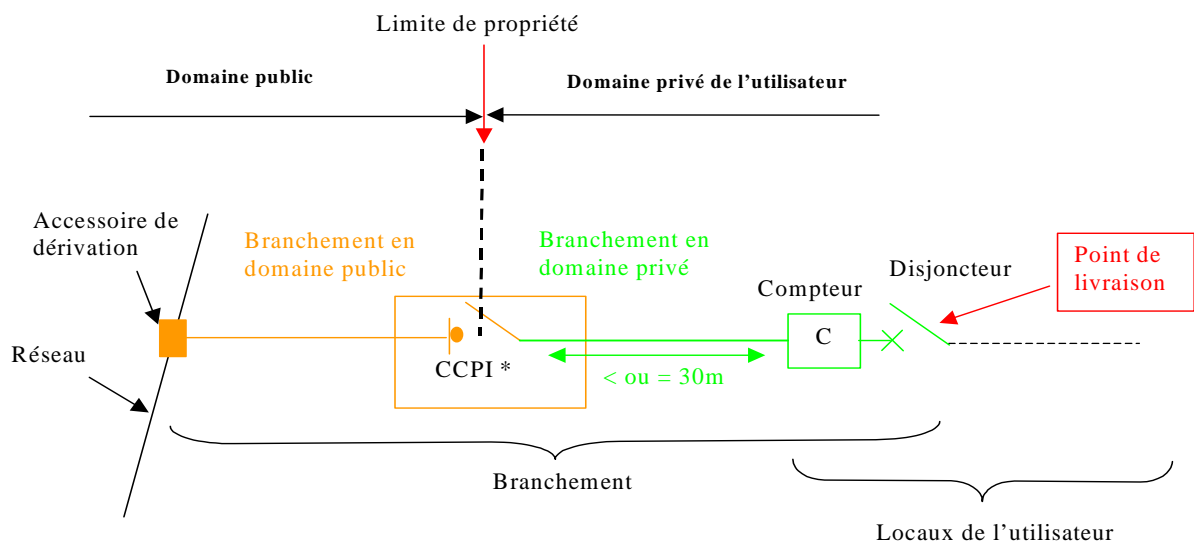 Limite de propriété
Domaine public
Domaine privé de l’utilisateur
Accessoire de
dérivation
Branchement en
domaine public
Branchement en
domaine privé
Disjoncteur
Point de
livraison
Compteur
Réseau
C
CCPI *
< ou = 30m
Branchement
Locaux de l’utilisateur